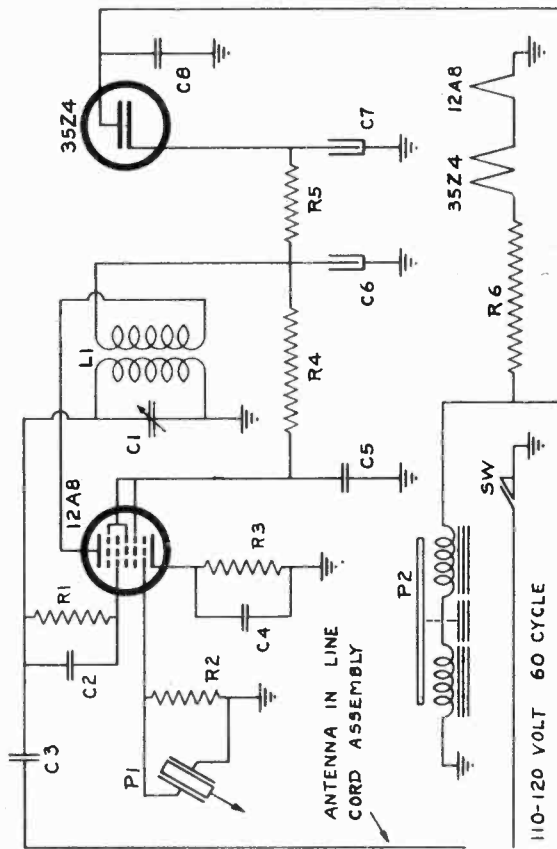 C3
C2
R1
12A8
L1
35Z4
C1
C8
P1
R2
C4
R3
C5
R4
C6
R5
C7
ANTENNA IN LINE
CORD ASSEMBLY
P2
SW
R6
35Z4
12A8
110-120 VOLT 60 CYCLE